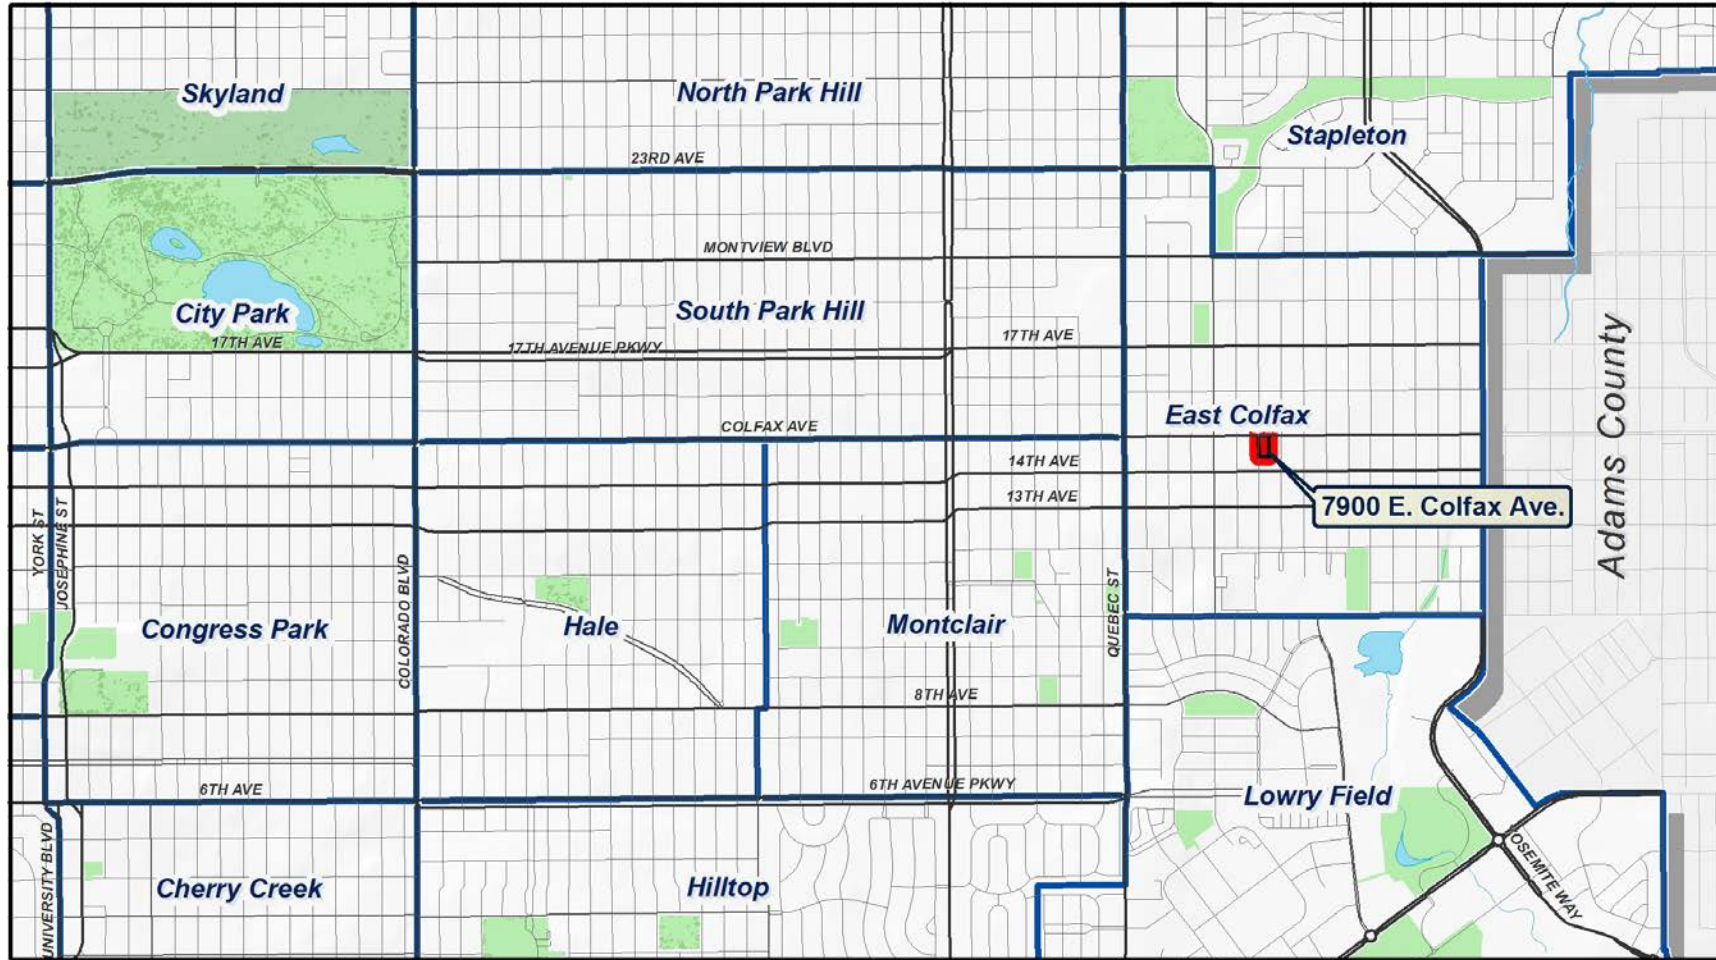 Skyland
North Park Hill
Stapleton
23RD AVE
MONTVIEW BLVD
City Park
South Park Hill
17TH AVE
17TH AVENUE PKWY
17TH AVE
Adams County
East Colfax
COLFAX AVE
14TH AVE
13TH AVE
7900 E. Colfax Ave.
YORK ST
JOSEPHINE ST
COLORADO BLVD
QUEBEC ST
Congress Park
Hale
Montclair
8TH AVE
6TH AVE
6TH AVENUE PKWY
Lowry Field
UNIVERSITY BLVD
Cherry Creek
Hilltop
OSEMITE WAY